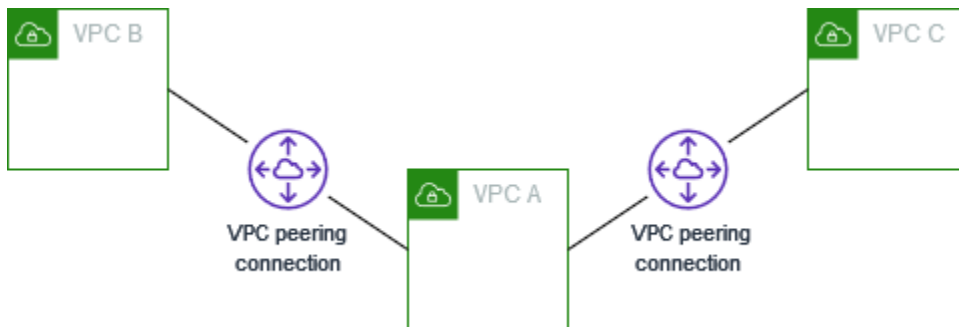 VPC B
VPC C
VPC A
VPC peering
connection
VPC peering
connection